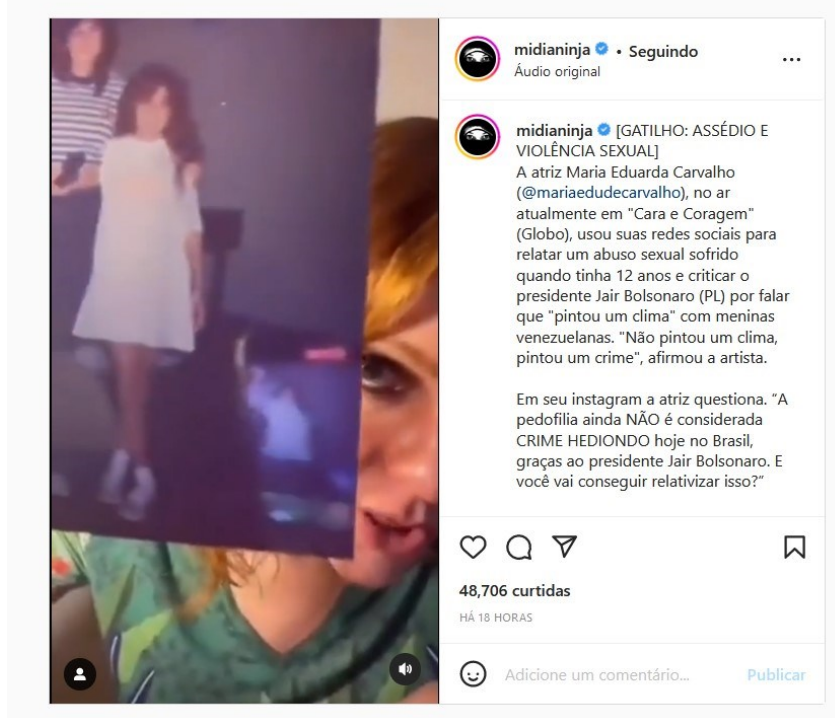 midianinja • Seguindo
Áudio original
midianinja [GATILHO: ASSÉDIO E
VIOLÊNCIA SEXUAL]
A atriz Maria Eduarda Carvalho
(@mariaedudecarvalho), no ar
atualmente em "Cara e Coragem"
(Globo), usou suas redes sociais para
relatar um abuso sexual sofrido
quando tinha 12 anos e criticar o
presidente Jair Bolsonaro (PL) por falar
que "pintou um clima" com meninas
venezuelanas. "Não pintou um clima,
pintou um crime", afirmou a artista.
Em seu instagram a atriz questiona. “A
pedofilia ainda NÃO é considerada
CRIME HEDIONDO hoje no Brasil,
graças ao presidente Jair Bolsonaro. E
você vai conseguir relativizar isso?”
48,706 curtidas
HÁ 18 HORAS
Adicione um comentário... Publicar